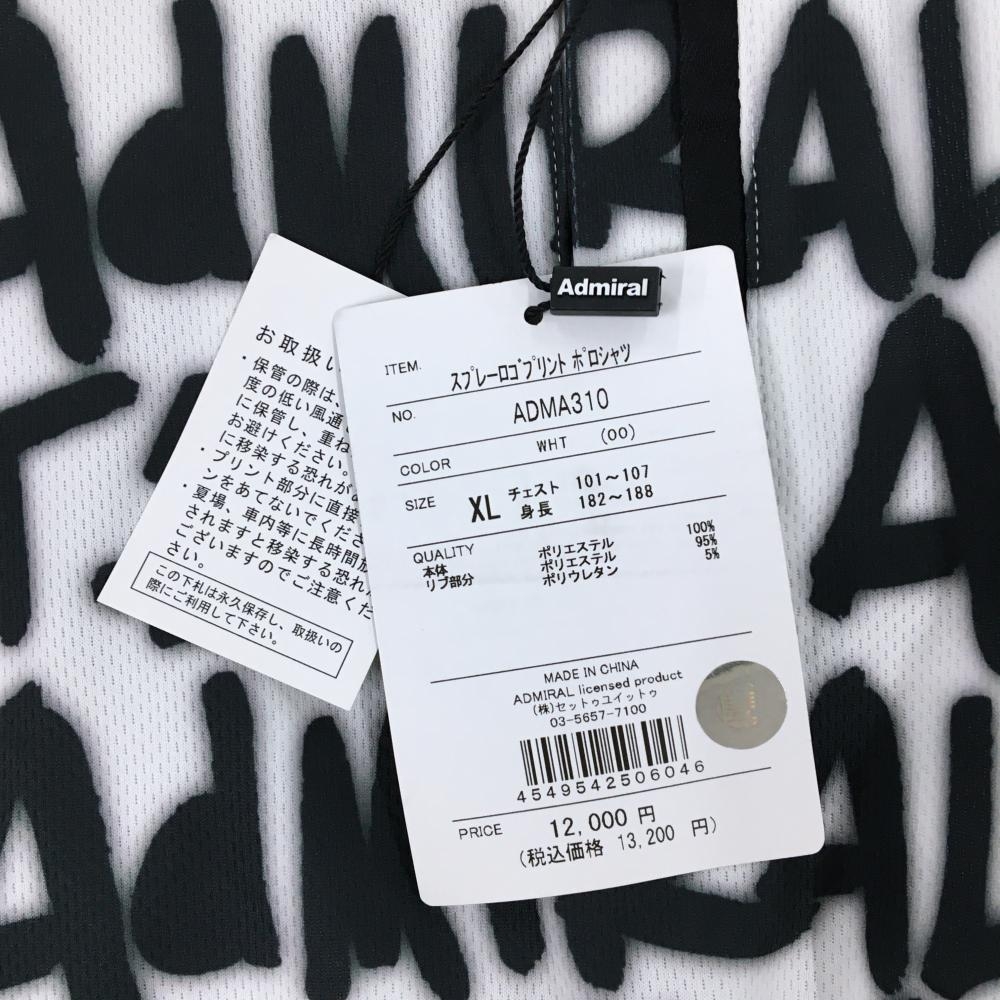 ADMIRAL
Admiral
ITEM. スプレーロゴプリント ポロシャツ
NO. ADMA310
COLOR WHT (00)
SIZE XL チェスト 101～107
身長 182～188
QUALITY
本体 ポリエステル 100%
リブ部分 ポリエステル 95%
ポリウレタン 5%
MADE IN CHINA
ADMIRAL licensed product
(株)セットゥユイットゥ
03-5657-7100
4549542506046
PRICE 12,000 円
(税込価格 13,200 円)
お取扱い
・保管の際は、
度の低い風通
に保管し、重ね
お避けください。
に移染する恐れが
・プリント部分に直接
ンをあてないでくださ
・夏場、車内等に長時間放
されますと移染する恐れ
ございますのでご注意くだ
さい。
この下札は永久保存し、取扱いの
際にご利用して下さい。
ADMIRAL